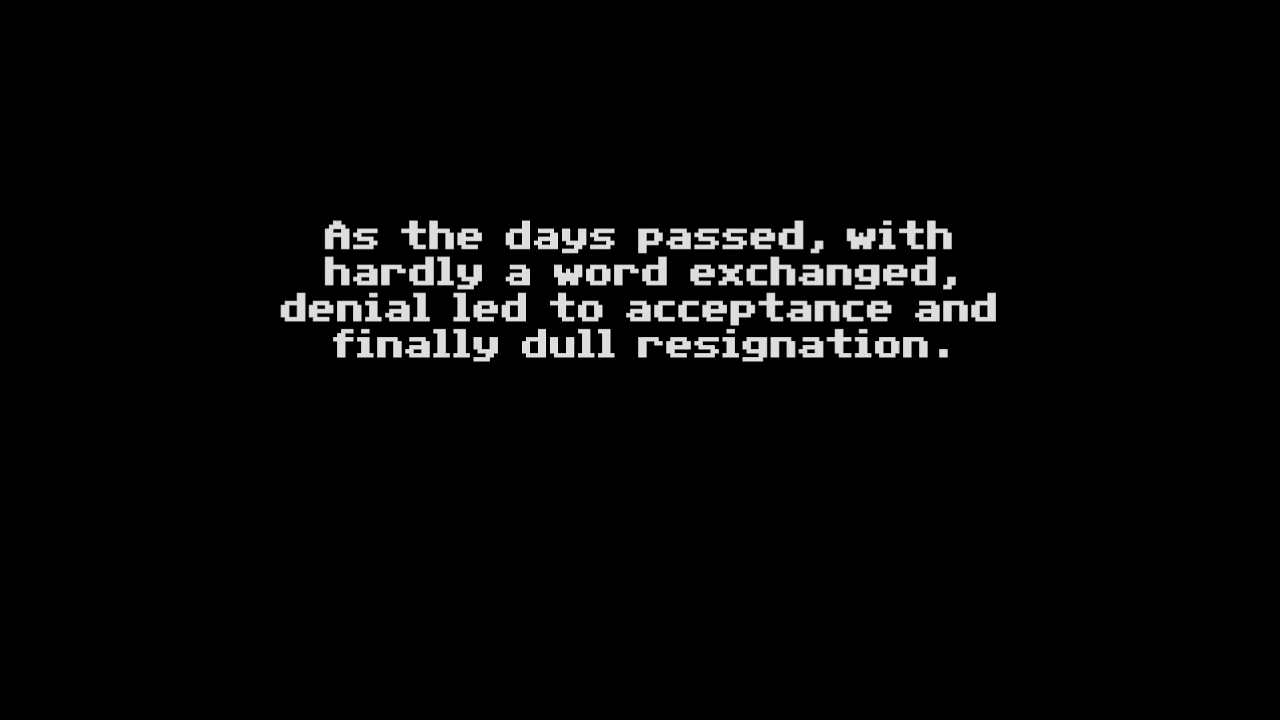 As the days passed, with
hardly a word exchanged,
denial led to acceptance and
finally dull resignation.